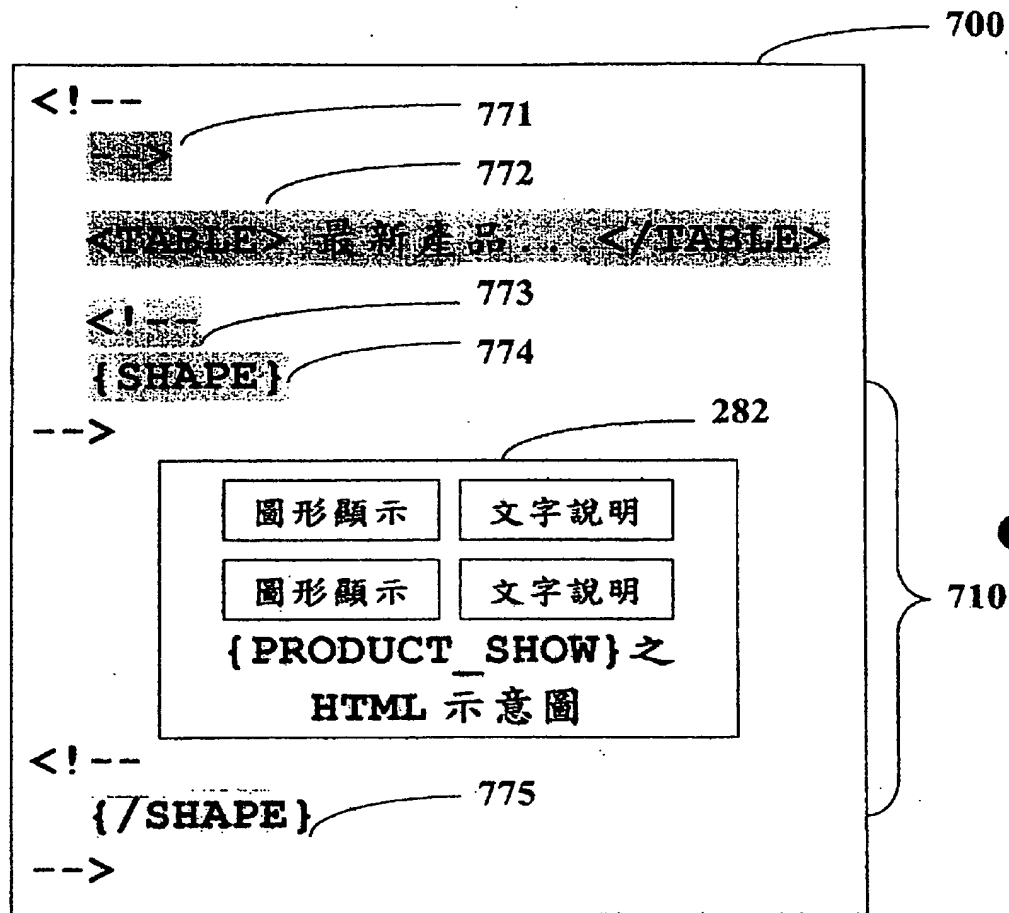 700
<!--
771
-->
772
<TABLE> 最新產品...</TABLE>
773
<!--
774
{SHAPE}
-->
282
圖形顯示 文字說明
圖形顯示 文字說明
{PRODUCT_SHOW}之
HTML 示意圖
710
<!--
775
{/SHAPE}
-->